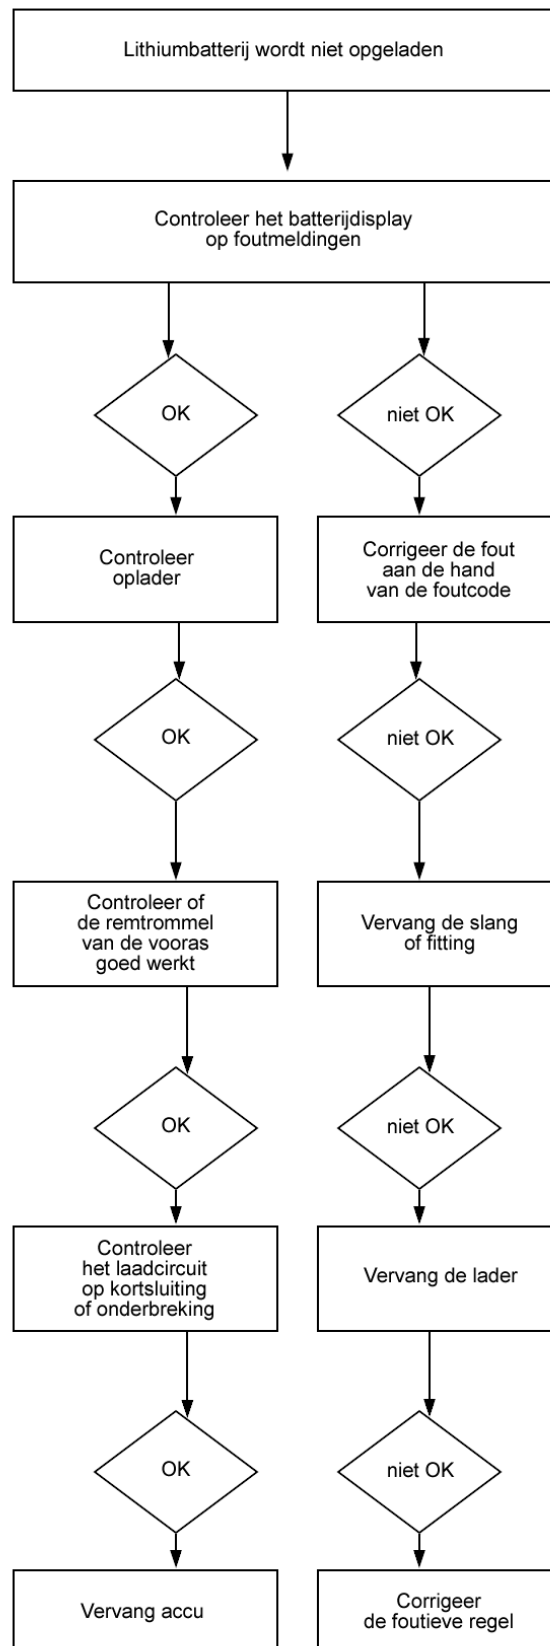 Lithiumbatterij wordt niet opgeladen
Controleer het batterijdisplay
op foutmeldingen
OK
niet OK
Controleer
oplader
Corrigeer de fout
aan de hand
van de foutcode
OK
niet OK
Controleer of
de remtrommel
van de vooras
goed werkt
Vervang de slang
of fitting
OK
niet OK
Controleer
het laadcircuit
op kortsluiting
of onderbreking
Vervang de lader
OK
niet OK
Vervang accu
Corrigeer
de foutieve regel